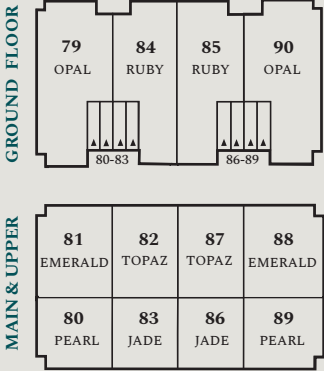 GROUND FLOOR
79 84 85 90
OPAL RUBY RUBY OPAL
80-83 86-89
MAIN & UPPER
81 82 87 88
EMERALD TOPAZ TOPAZ EMERALD
80 83 86 89
PEARL JADE JADE PEARL